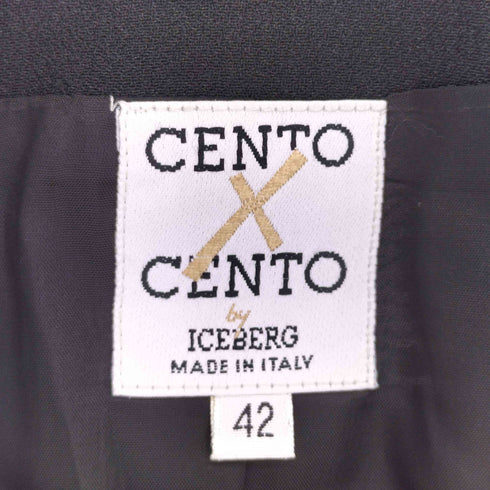 CENTO
X
CENTO
by
ICEBERG
MADE IN ITALY
42